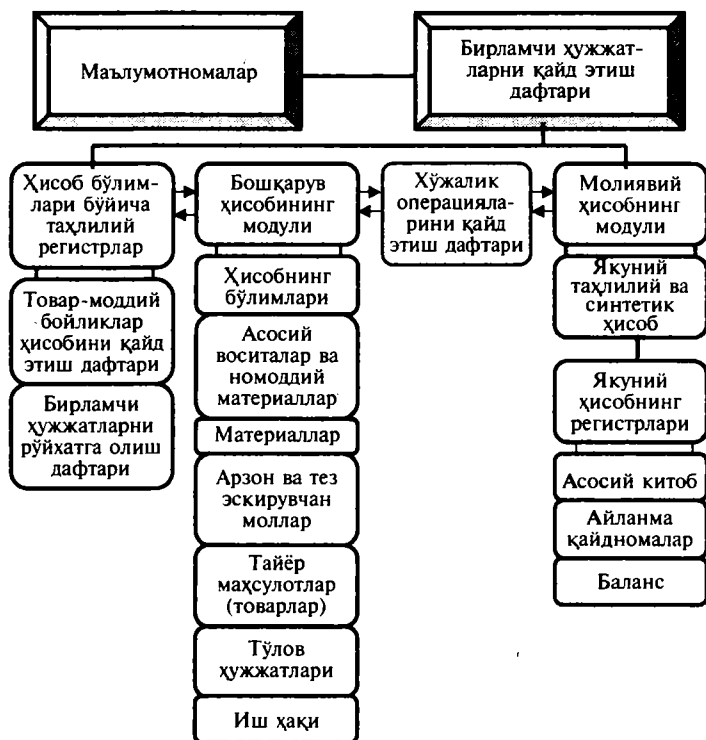 Маълумотномалар
Бирламчи ҳужжат-
ларни қайд этиш
дафтари
Ҳисоб бўлим-
лари бўйича
таҳлилий
регистрлар
Товар-моддий
бойликлар
ҳисобини қайд
этиш дафтари
Бирламчи
ҳужжатларни
рўйхатга олиш
дафтари
Бошқарув
ҳисобининг
модули
Ҳисобнинг
бўлимлари
Асосий
воситалар ва
номоддий
материаллар
Материаллар
Арзон ва тез
эскирувчан
моллар
Тайёр
маҳсулотлар
(товарлар)
Тўлов
ҳужжатлари
Иш ҳақи
Хўжалик
операцияла-
рини қайд
этиш дафтари
Молиявий
ҳисобнинг
модули
Якуний
таҳлилий ва
синтетик
ҳисоб
Якуний
ҳисобнинг
регистрлари
Асосий китоб
Айланма
қайдномалар
Баланс